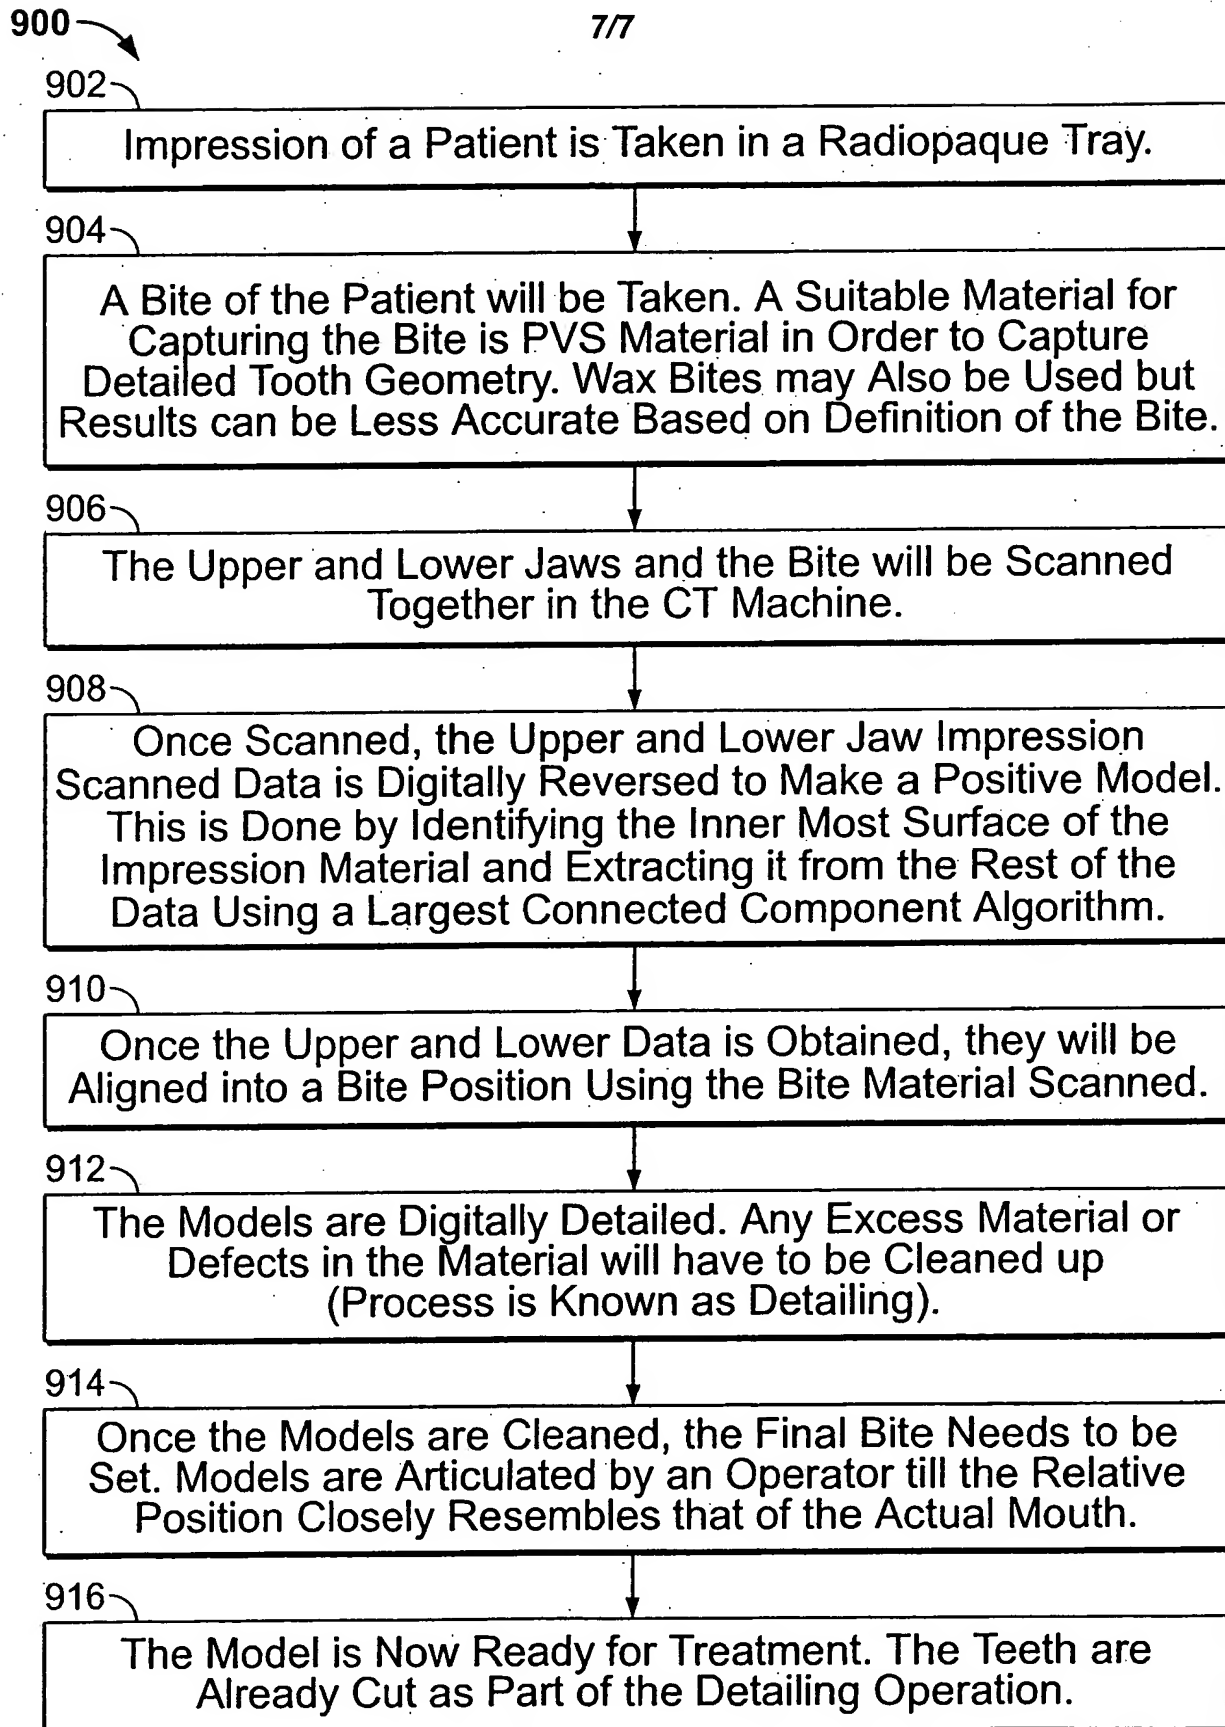 900
7/7
902
Impression of a Patient is Taken in a Radiopaque Tray.
904
A Bite of the Patient will be Taken. A Suitable Material for
Capturing the Bite is PVS Material in Order to Capture
Detailed Tooth Geometry. Wax Bites may Also be Used but
Results can be Less Accurate Based on Definition of the Bite.
906
The Upper and Lower Jaws and the Bite will be Scanned
Together in the CT Machine.
908
Once Scanned, the Upper and Lower Jaw Impression
Scanned Data is Digitally Reversed to Make a Positive Model.
This is Done by Identifying the Inner Most Surface of the
Impression Material and Extracting it from the Rest of the
Data Using a Largest Connected Component Algorithm.
910
Once the Upper and Lower Data is Obtained, they will be
Aligned into a Bite Position Using the Bite Material Scanned.
912
The Models are Digitally Detailed. Any Excess Material or
Defects in the Material will have to be Cleaned up
(Process is Known as Detailing).
914
Once the Models are Cleaned, the Final Bite Needs to be
Set. Models are Articulated by an Operator till the Relative
Position Closely Resembles that of the Actual Mouth.
916
The Model is Now Ready for Treatment. The Teeth are
Already Cut as Part of the Detailing Operation.